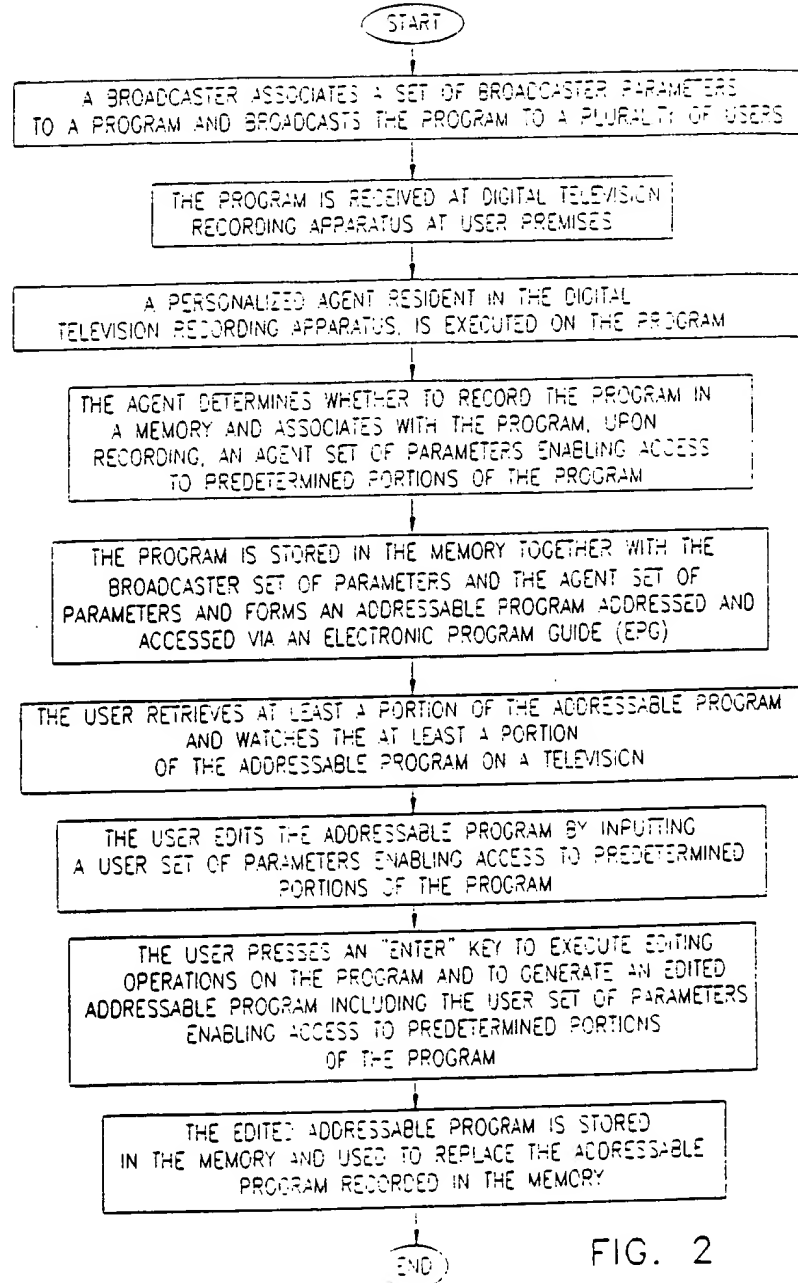 START
A BROADCASTER ASSOCIATES A SET OF BROADCASTER PARAMETERS
TO A PROGRAM AND BROADCASTS THE PROGRAM TO A PLURALITY OF USERS
THE PROGRAM IS RECEIVED AT DIGITAL TELEVISION
RECORDING APPARATUS AT USER PREMISES
A PERSONALIZED AGENT RESIDENT IN THE DIGITAL
TELEVISION RECORDING APPARATUS, IS EXECUTED ON THE PROGRAM
THE AGENT DETERMINES WHETHER TO RECORD THE PROGRAM IN
A MEMORY AND ASSOCIATES WITH THE PROGRAM, UPON
RECORDING, AN AGENT SET OF PARAMETERS ENABLING ACCESS
TO PREDETERMINED PORTIONS OF THE PROGRAM
THE PROGRAM IS STORED IN THE MEMORY TOGETHER WITH THE
BROADCASTER SET OF PARAMETERS AND THE AGENT SET OF
PARAMETERS AND FORMS AN ADDRESSABLE PROGRAM ADDRESSED AND
ACCESSED VIA AN ELECTRONIC PROGRAM GUIDE (EPG)
THE USER RETRIEVES AT LEAST A PORTION OF THE ADDRESSABLE PROGRAM
AND WATCHES THE AT LEAST A PORTION
OF THE ADDRESSABLE PROGRAM ON A TELEVISION
THE USER EDITS THE ADDRESSABLE PROGRAM BY INPUTTING
A USER SET OF PARAMETERS ENABLING ACCESS TO PREDETERMINED
PORTIONS OF THE PROGRAM
THE USER PRESSES AN "ENTER" KEY TO EXECUTE EDITING
OPERATIONS ON THE PROGRAM AND TO GENERATE AN EDITED
ADDRESSABLE PROGRAM INCLUDING THE USER SET OF PARAMETERS
ENABLING ACCESS TO PREDETERMINED PORTIONS
OF THE PROGRAM
THE EDITED ADDRESSABLE PROGRAM IS STORED
IN THE MEMORY AND USED TO REPLACE THE ADDRESSABLE
PROGRAM RECORDED IN THE MEMORY
END
FIG. 2